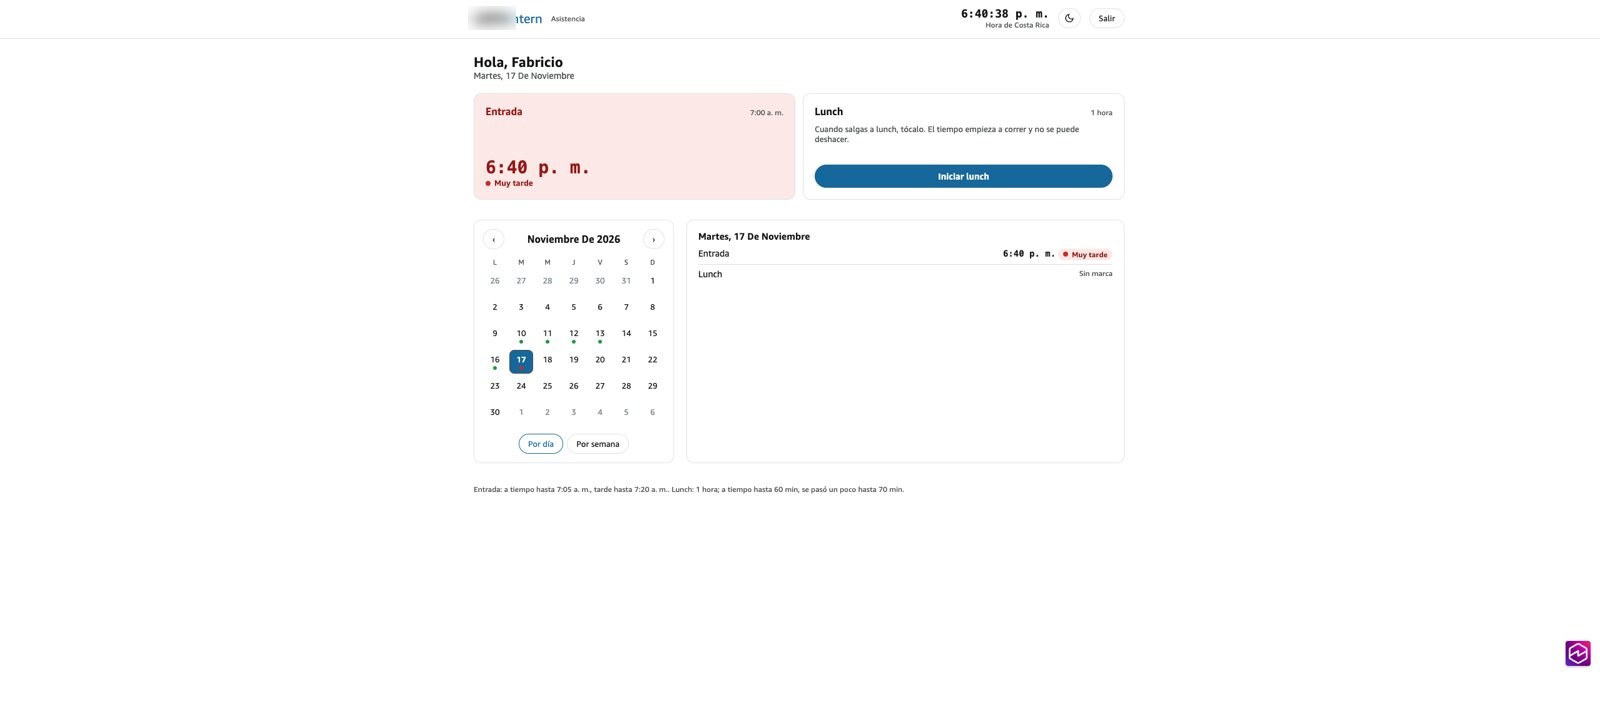 Asistencia
6:40:38 p. m.
Hora de Costa Rica
Salir
Hola, Fabricio
Martes, 17 De Noviembre
Entrada
7:00 a. m.
6:40 p. m.
Muy tarde
Lunch
1 hora
Cuando salgas a lunch, tócalo. El tiempo empieza a correr y no se puede
deshacer.
Iniciar lunch
‹ Noviembre De 2026 ›
L M M J V S D
26 27 28 29 30 31 1
2 3 4 5 6 7 8
9 10 11 12 13 14 15
16 17 18 19 20 21 22
23 24 25 26 27 28 29
30 1 2 3 4 5 6
Por día Por semana
Martes, 17 De Noviembre
Entrada 6:40 p. m. Muy tarde
Lunch Sin marca
Entrada: a tiempo hasta 7:05 a. m., tarde hasta 7:20 a. m.. Lunch: 1 hora; a tiempo hasta 60 min, se pasó un poco hasta 70 min.